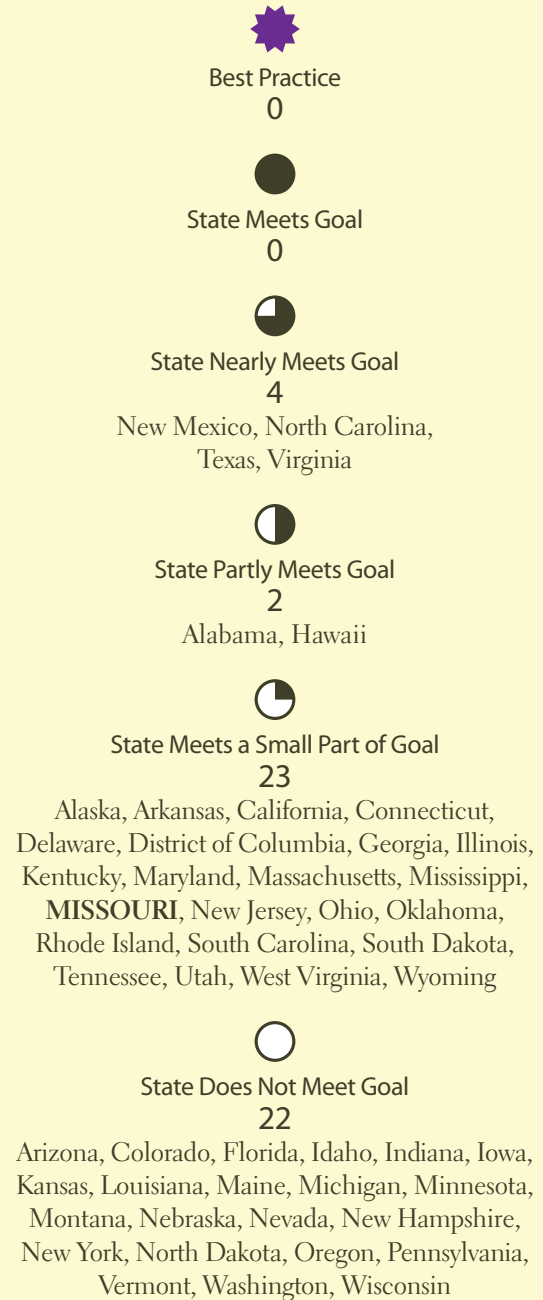 Best Practice
0
State Meets Goal
0
State Nearly Meets Goal
4
New Mexico, North Carolina,
Texas, Virginia
State Partly Meets Goal
2
Alabama, Hawaii
State Meets a Small Part of Goal
23
Alaska, Arkansas, California, Connecticut,
Delaware, District of Columbia, Georgia, Illinois,
Kentucky, Maryland, Massachusetts, Mississippi,
MISSOURI, New Jersey, Ohio, Oklahoma,
Rhode Island, South Carolina, South Dakota,
Tennessee, Utah, West Virginia, Wyoming
State Does Not Meet Goal
22
Arizona, Colorado, Florida, Idaho, Indiana, Iowa,
Kansas, Louisiana, Maine, Michigan, Minnesota,
Montana, Nebraska, Nevada, New Hampshire,
New York, North Dakota, Oregon, Pennsylvania,
Vermont, Washington, Wisconsin